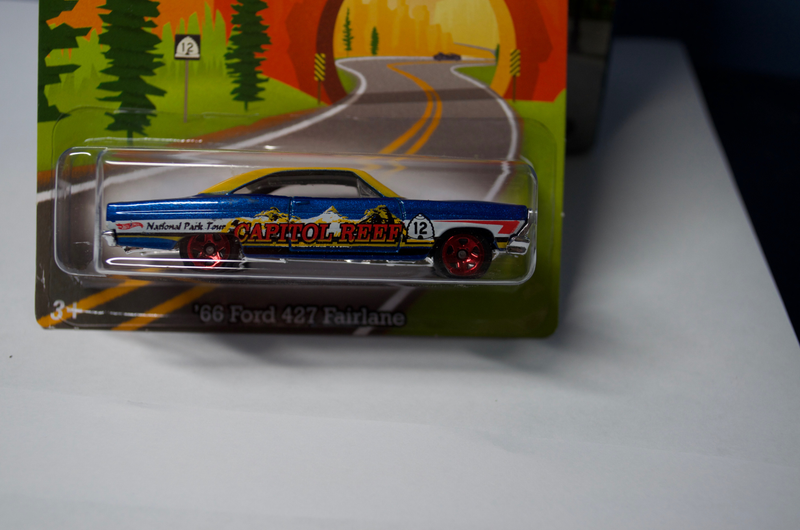 12
National Park Tour
CAPITOL REEF
12
3+
'66 Ford 427 Fairlane